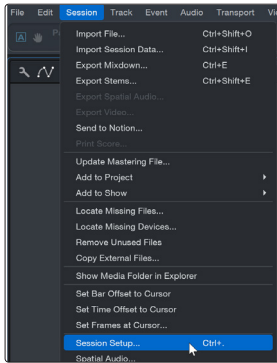 File Edit Session Track Event Audio Transport
Import File... Ctrl+Shift+O
Import Session Data... Ctrl+Shift+I
Export Mixdown... Ctrl+E
Export Stems... Ctrl+Shift+E
Export Spatial Audio...
Export Video...
Send to Notion...
Print Score...
Update Mastering File...
Add to Project
Add to Show
Locate Missing Files...
Locate Missing Devices...
Remove Unused Files
Copy External Files...
Show Media Folder in Explorer
Set Bar Offset to Cursor
Set Time Offset to Cursor
Set Frames at Cursor...
Session Setup... Ctrl+.
Spatial Audio...